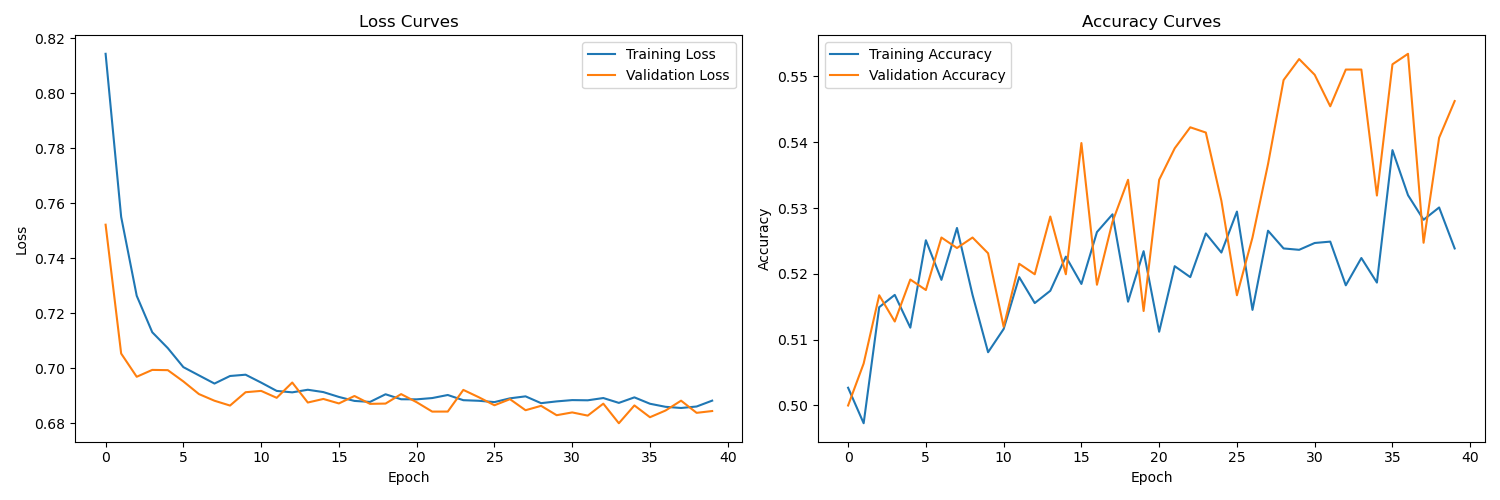 Loss Curves
0.82
0.80
0.78
0.76
0.74
0.72
0.70
0.68
Loss
Training Loss
Validation Loss
0 5 10 15 20 25 30 35 40
Epoch
Accuracy Curves
Training Accuracy
Validation Accuracy
0.55
0.54
0.53
0.52
0.51
0.50
Accuracy
0 5 10 15 20 25 30 35 40
Epoch